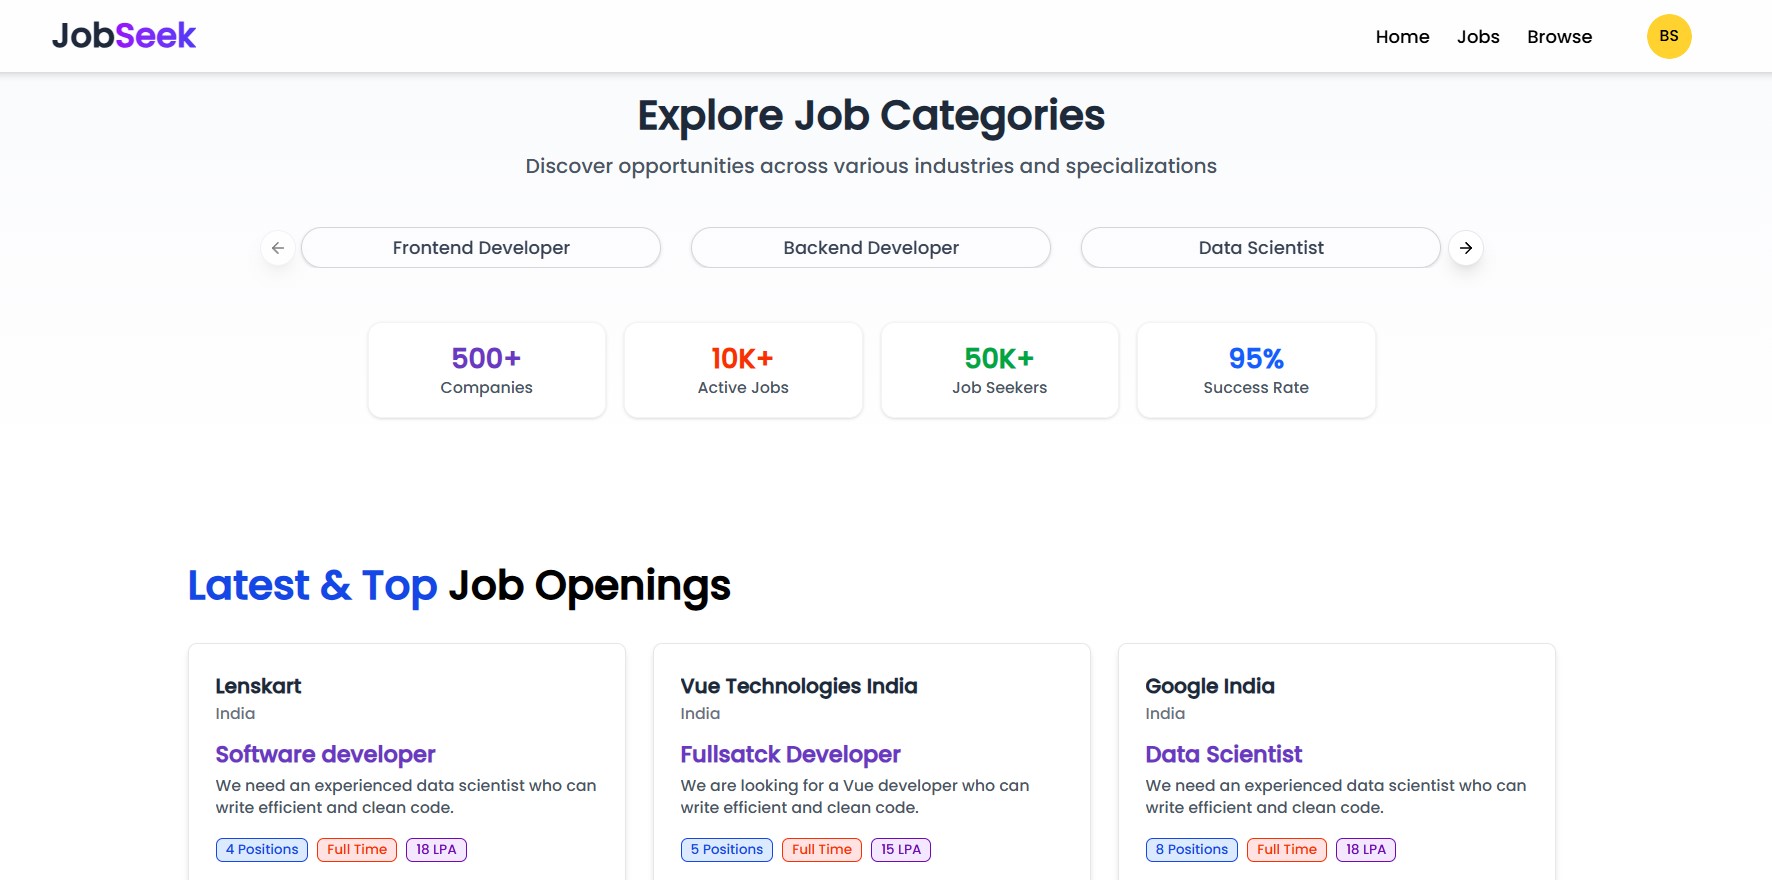 JobSeek
Home Jobs Browse BS
Explore Job Categories
Discover opportunities across various industries and specializations
Frontend Developer Backend Developer Data Scientist
500+ 10K+ 50K+ 95%
Companies Active Jobs Job Seekers Success Rate
Latest & Top Job Openings
Lenskart
India
Software developer
We need an experienced data scientist who can
write efficient and clean code.
4 Positions Full Time 18 LPA
Vue Technologies India
India
Fullsatck Developer
We are looking for a Vue developer who can
write efficient and clean code.
5 Positions Full Time 15 LPA
Google India
India
Data Scientist
We need an experienced data scientist who can
write efficient and clean code.
8 Positions Full Time 18 LPA